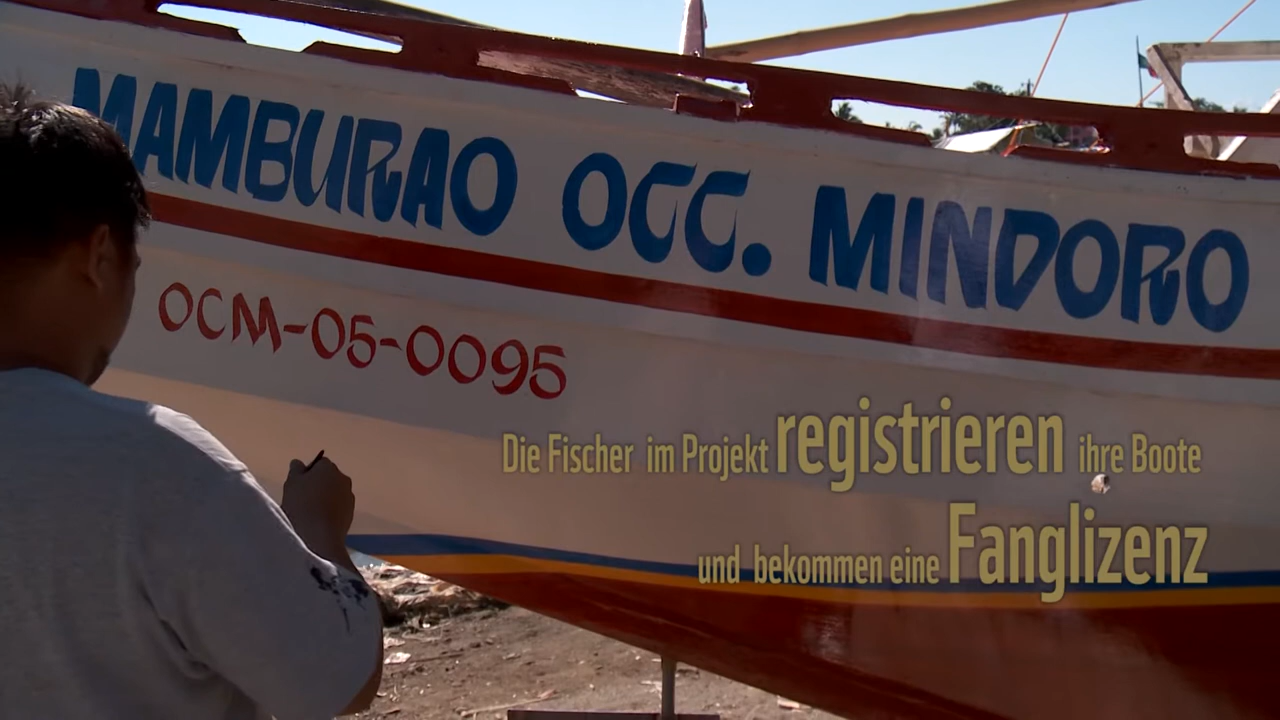 MAMBURAO OCC. MINDORO
OCM-05-0095
Die Fischer im Projekt registrieren ihre Boote
und bekommen eine Fanglizenz